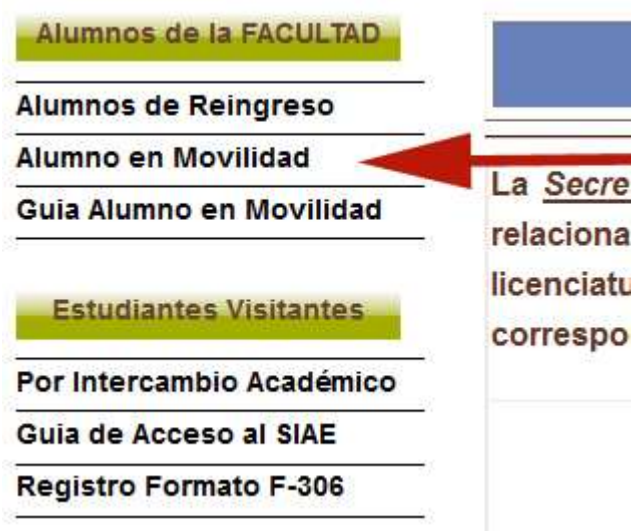 Alumnos de la FACULTAD
Alumnos de Reingreso
Alumno en Movilidad
Guia Alumno en Movilidad
Estudiantes Visitantes
Por Intercambio Académico
Guia de Acceso al SIAE
Registro Formato F-306
La Secre
relaciona
licenciatu
correspo